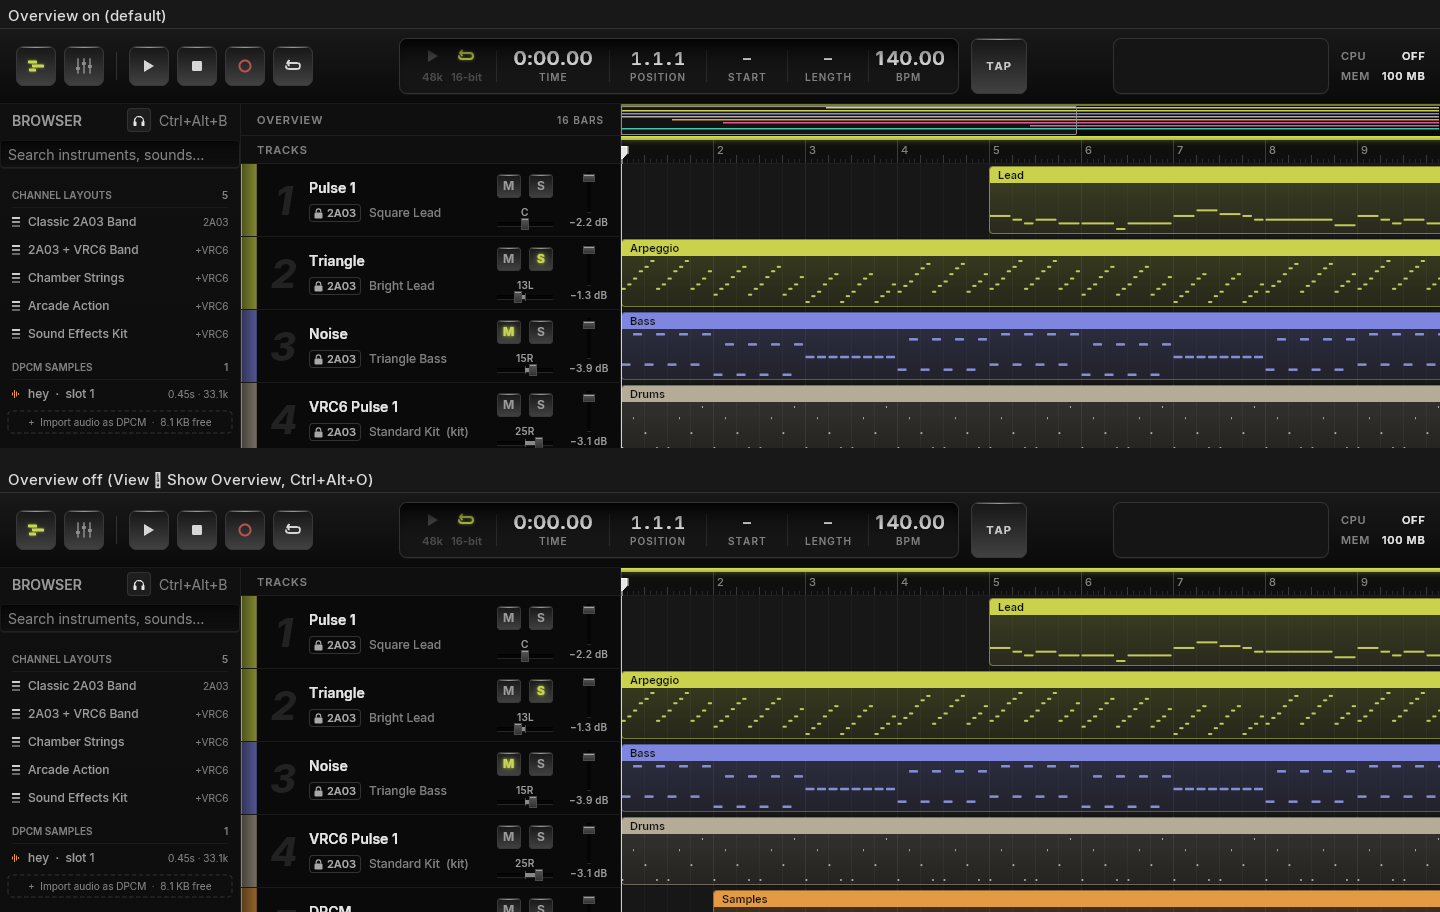 Overview on (default)
0:00.00 1.1.1 – – 140.00
48k 16-bit TIME POSITION START LENGTH BPM
TAP
CPU OFF
MEM 100 MB
BROWSER Ctrl+Alt+B
Search instruments, sounds...
CHANNEL LAYOUTS 5
Classic 2A03 Band 2A03
2A03 + VRC6 Band +VRC6
Chamber Strings +VRC6
Arcade Action +VRC6
Sound Effects Kit +VRC6
DPCM SAMPLES 1
hey · slot 1 0.45s · 33.1k
+ Import audio as DPCM · 8.1 KB free
OVERVIEW 16 BARS
TRACKS
2 3 4 5 6 7 8 9
1 Pulse 1 M S
2A03 Square Lead C –2.2 dB
Lead
2 Triangle M S
2A03 Bright Lead 13L –1.3 dB
Arpeggio
3 Noise M S
2A03 Triangle Bass 15R –3.9 dB
Bass
4 VRC6 Pulse 1 M S
2A03 Standard Kit (kit) 25R –3.1 dB
Drums
Overview off (View Show Overview, Ctrl+Alt+O)
0:00.00 1.1.1 – – 140.00
48k 16-bit TIME POSITION START LENGTH BPM
TAP
CPU OFF
MEM 100 MB
BROWSER Ctrl+Alt+B
Search instruments, sounds...
CHANNEL LAYOUTS 5
Classic 2A03 Band 2A03
2A03 + VRC6 Band +VRC6
Chamber Strings +VRC6
Arcade Action +VRC6
Sound Effects Kit +VRC6
DPCM SAMPLES 1
hey · slot 1 0.45s · 33.1k
+ Import audio as DPCM · 8.1 KB free
TRACKS
2 3 4 5 6 7 8 9
1 Pulse 1 M S
2A03 Square Lead C –2.2 dB
Lead
2 Triangle M S
2A03 Bright Lead 13L –1.3 dB
Arpeggio
3 Noise M S
2A03 Triangle Bass 15R –3.9 dB
Bass
4 VRC6 Pulse 1 M S
2A03 Standard Kit (kit) 25R –3.1 dB
Drums
DPCM M S
Samples